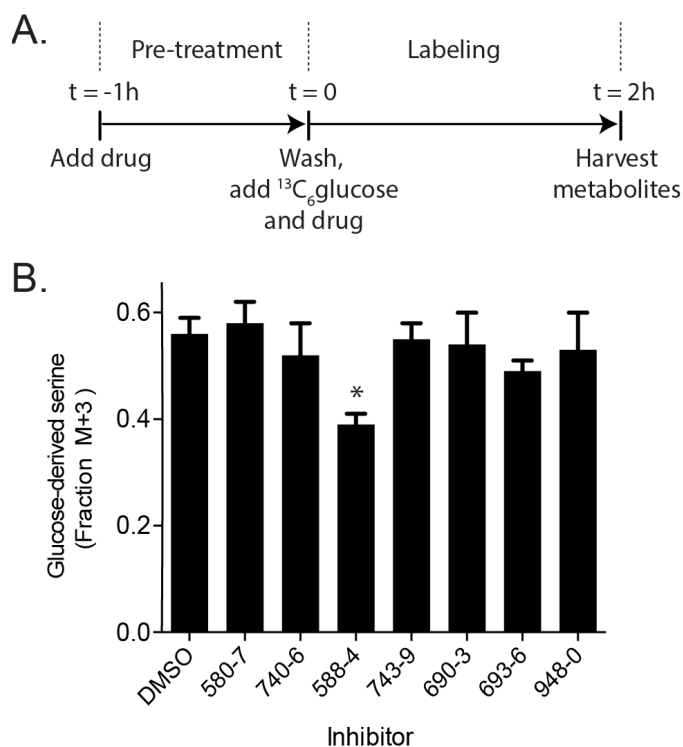 A.
Pre-treatment
Labeling
t = -1h
t = 0
t = 2h
Add drug
Wash,
add ¹³C₆glucose
and drug
Harvest
metabolites
B.
Glucose-derived serine
(Fraction M+3 )
0.6
0.4
0.2
0.0
*
DMSO
580-7
740-6
588-4
743-9
690-3
693-6
948-0
Inhibitor